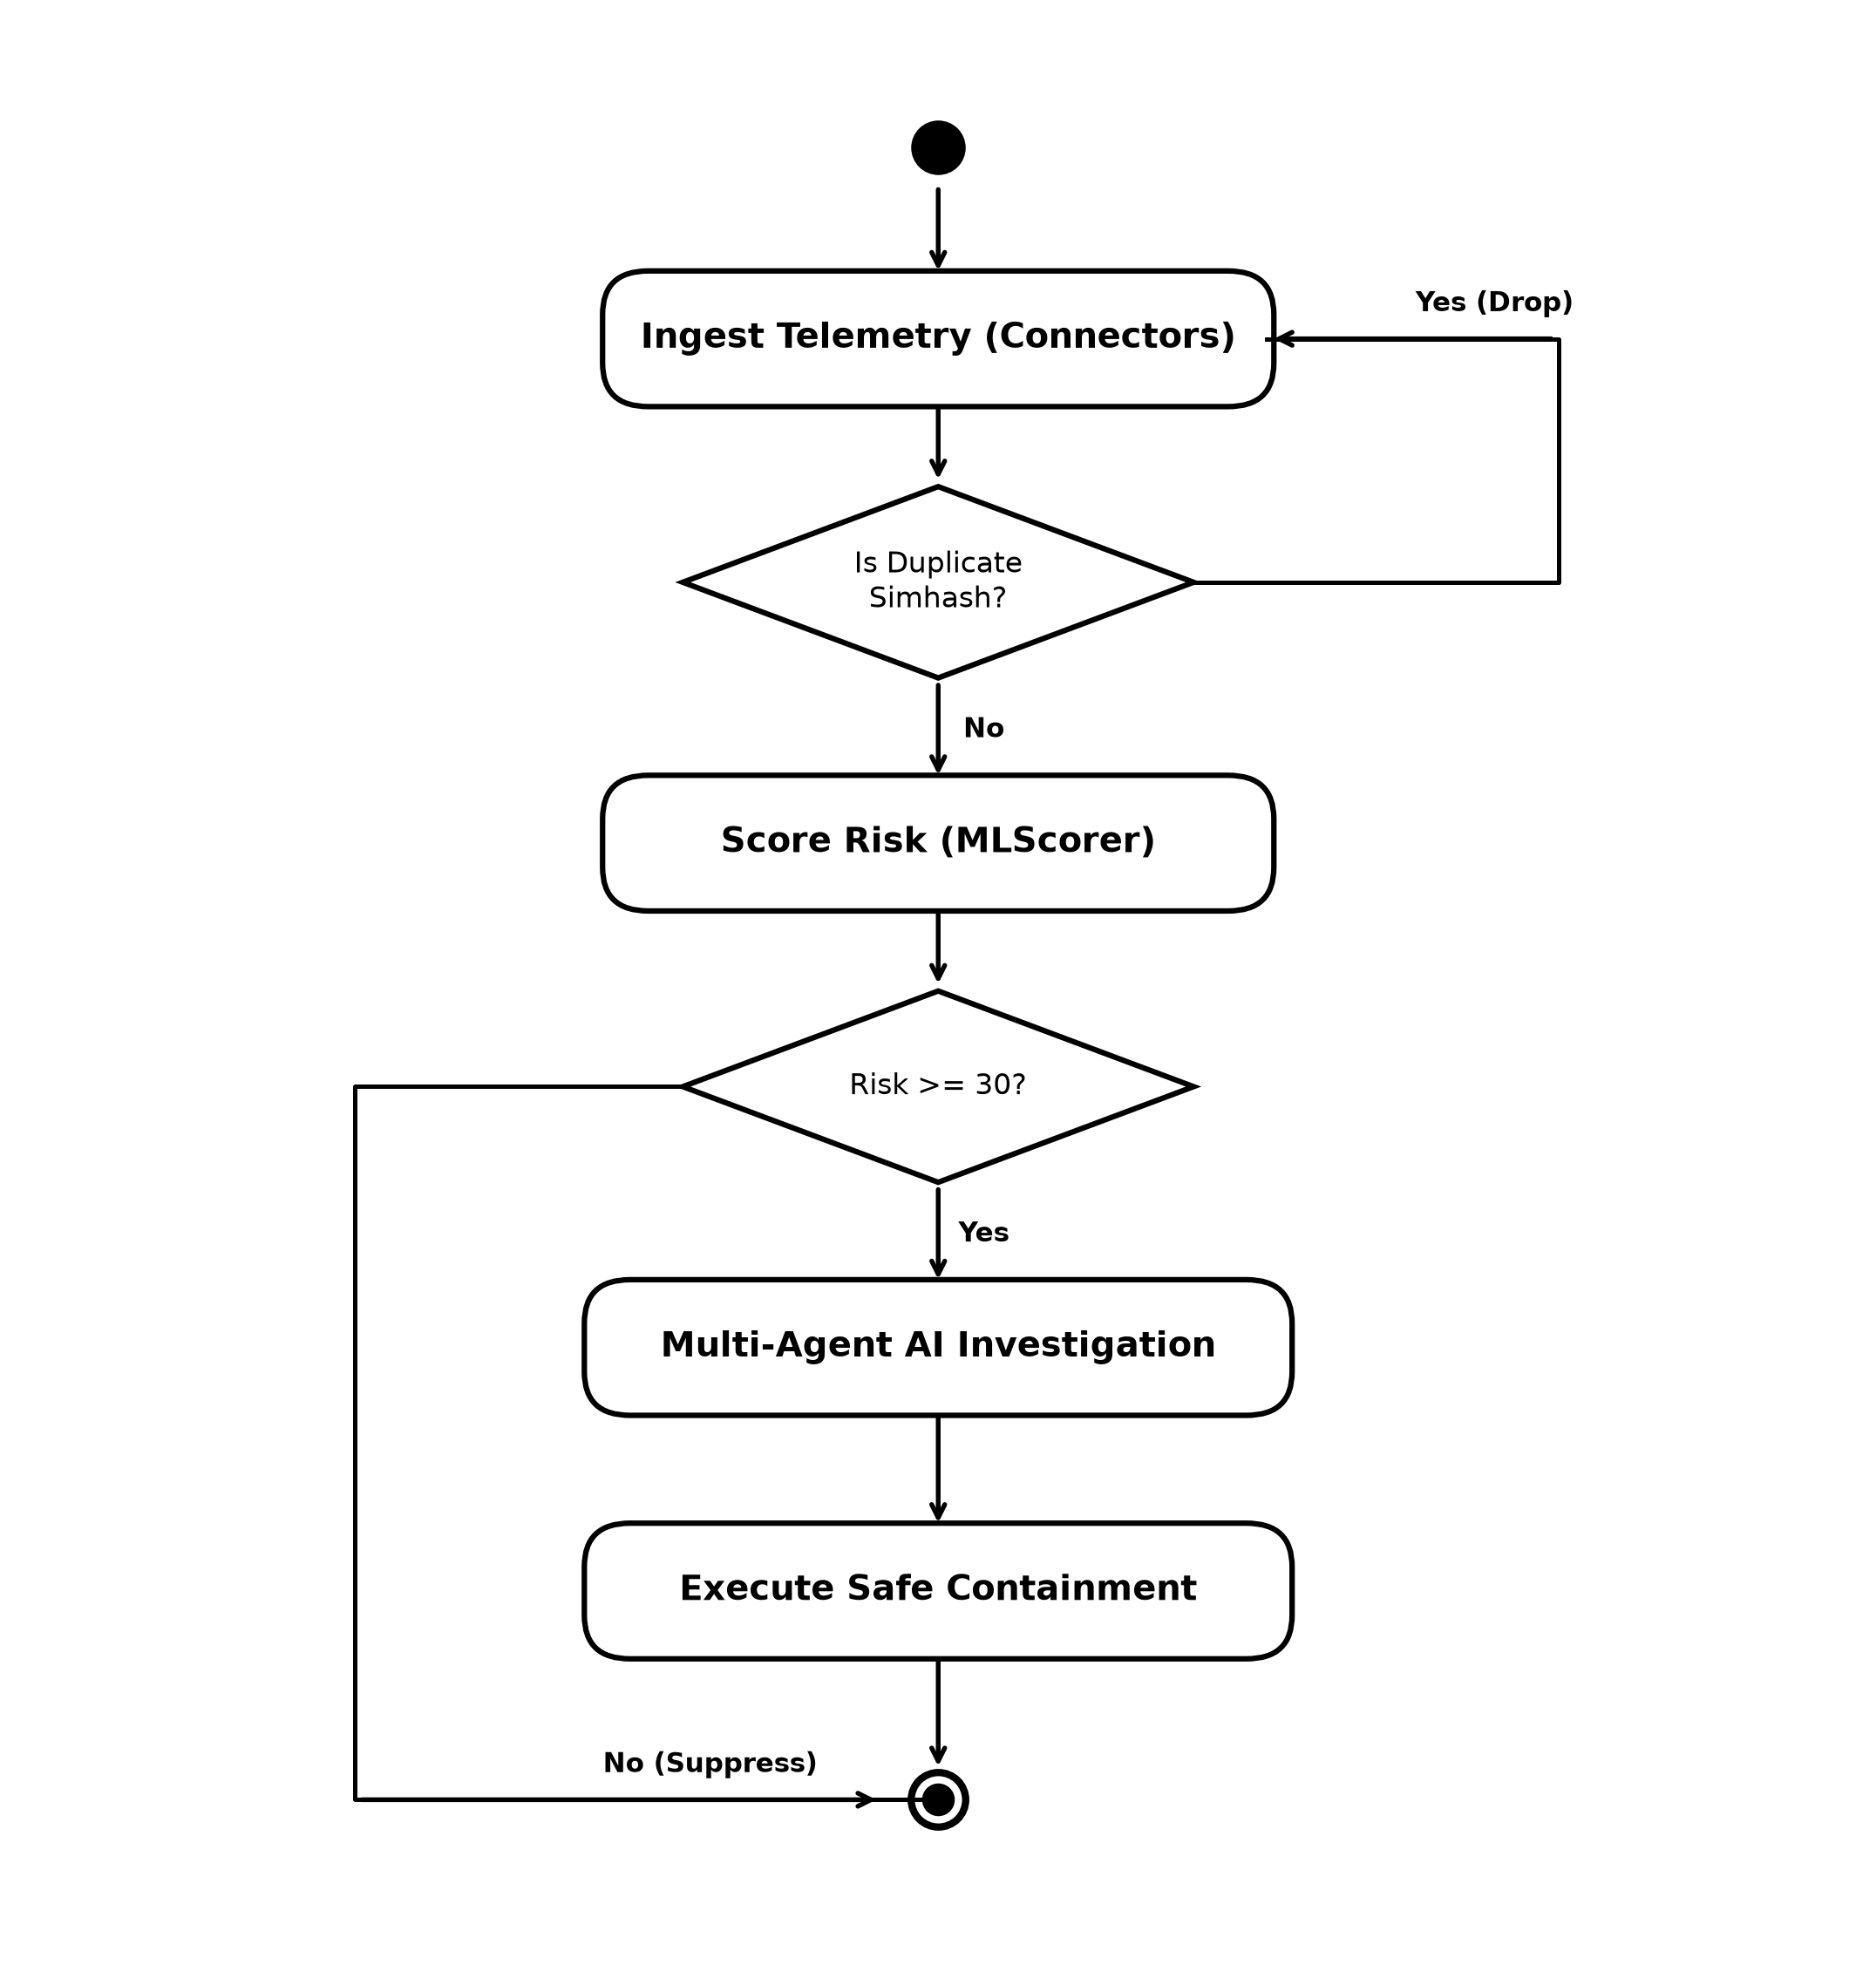 Yes (Drop)
Ingest Telemetry (Connectors)
Is Duplicate
Simhash?
No
Score Risk (MLScorer)
Risk >= 30?
Yes
Multi-Agent AI Investigation
Execute Safe Containment
No (Suppress)